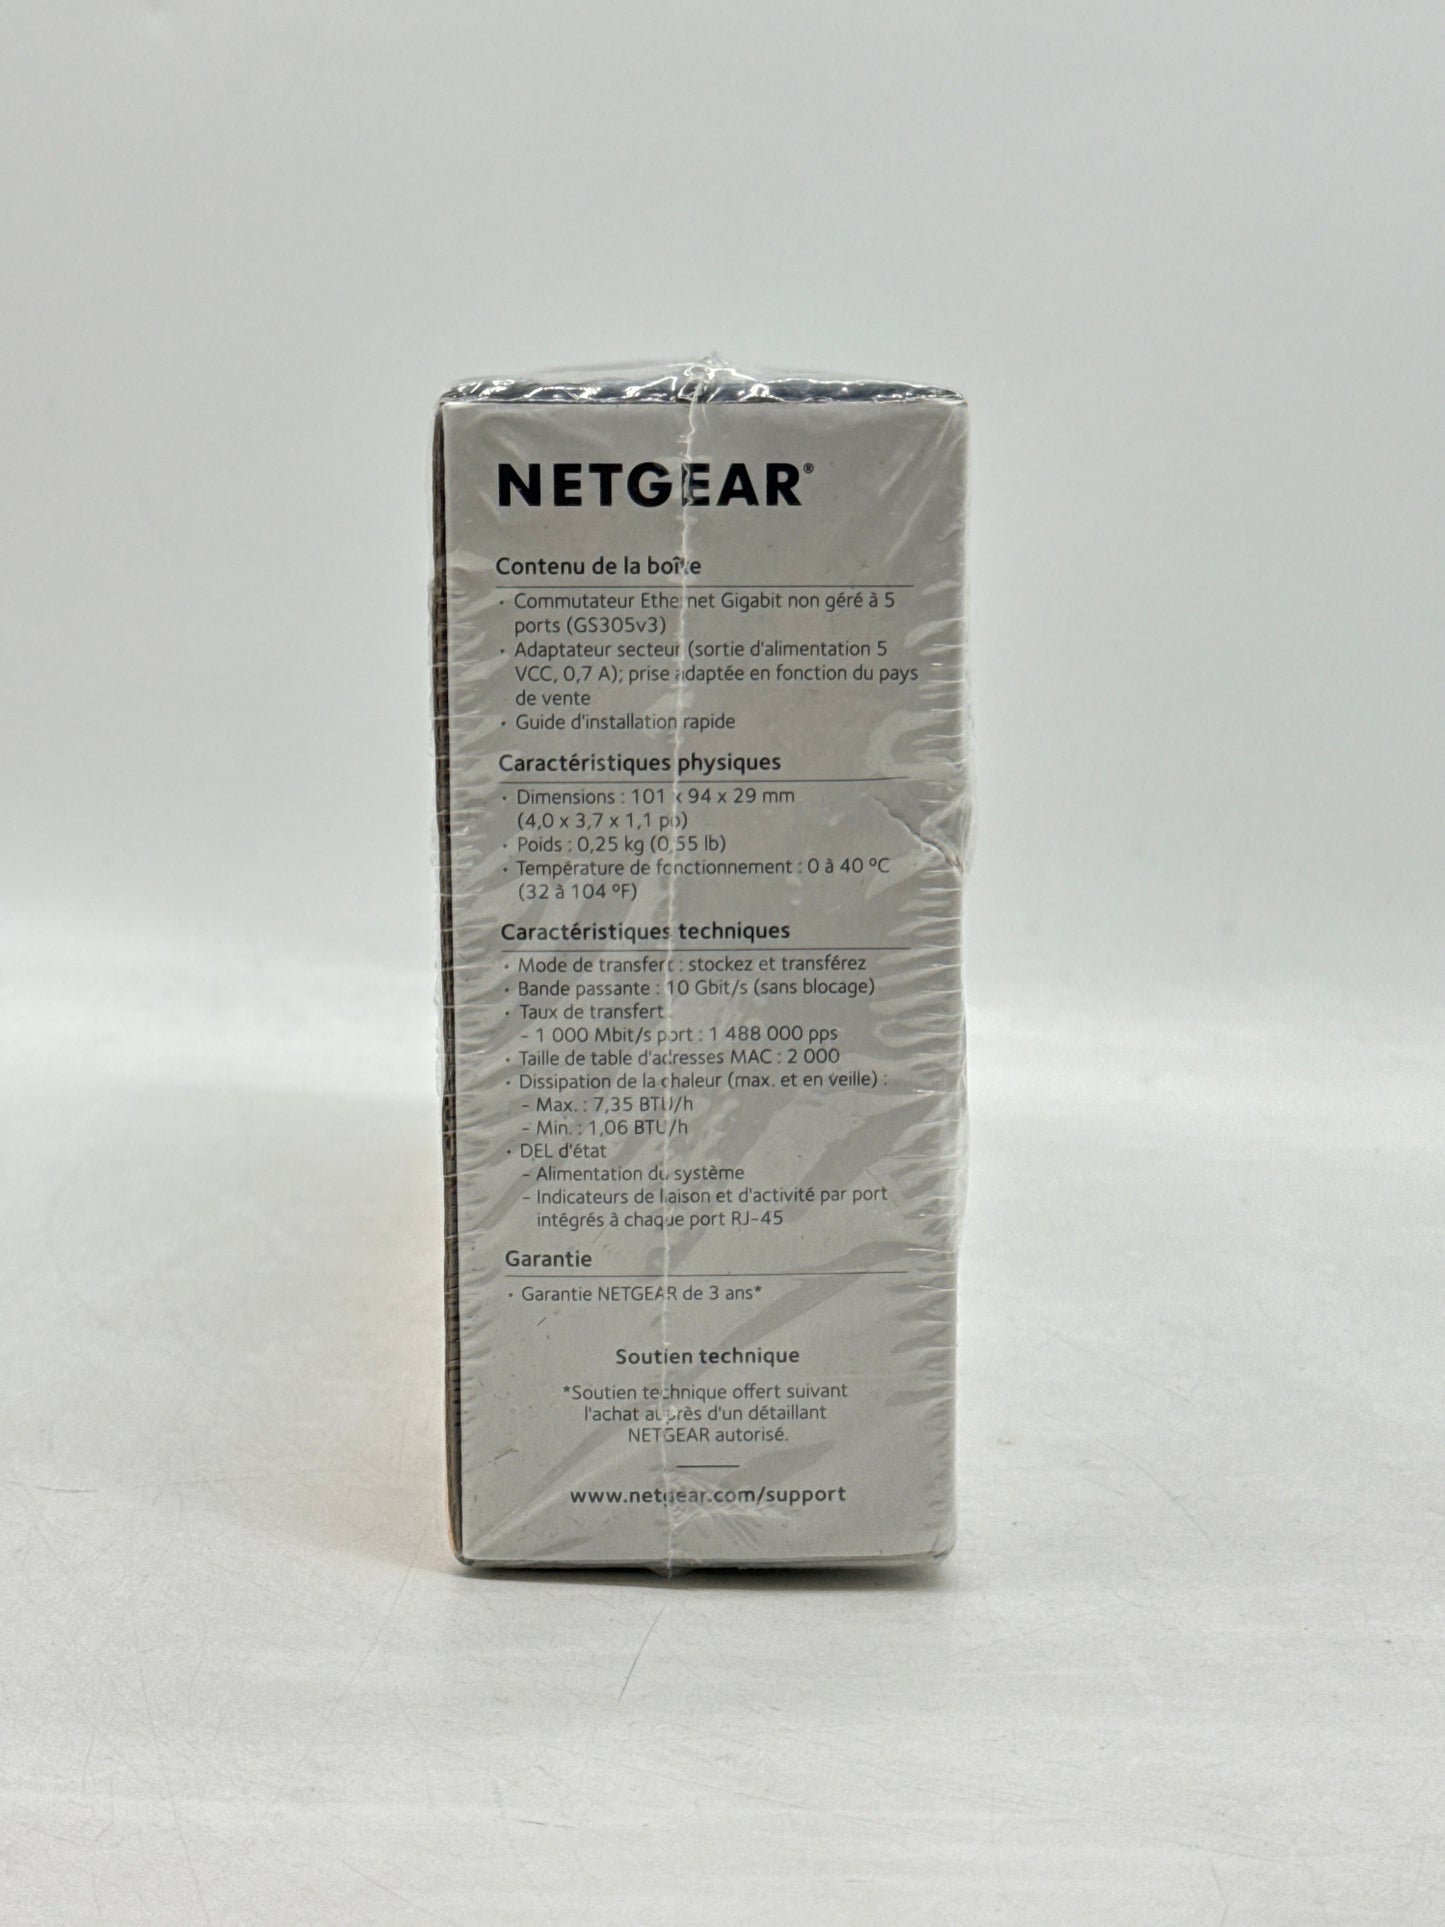 NETGEAR®
Contenu de la boîte
• Commutateur Ethernet Gigabit non géré à 5
ports (GS305v3)
• Adaptateur secteur (sortie d'alimentation 5
VCC, 0,7 A); prise adaptée en fonction du pays
de vente
• Guide d'installation rapide
Caractéristiques physiques
• Dimensions : 101 x 94 x 29 mm
(4,0 x 3,7 x 1,1 po)
• Poids : 0,25 kg (0,55 lb)
• Température de fonctionnement : 0 à 40 ºC
(32 à 104 ºF)
Caractéristiques techniques
• Mode de transfert : stockez et transférez
• Bande passante : 10 Gbit/s (sans blocage)
• Taux de transfert
– 1 000 Mbit/s port : 1 488 000 pps
• Taille de table d'adresses MAC : 2 000
• Dissipation de la chaleur (max. et en veille) :
– Max. : 7,35 BTU/h
– Min. : 1,06 BTU/h
• DEL d'état
– Alimentation du système
– Indicateurs de liaison et d'activité par port
intégrés à chaque port RJ-45
Garantie
• Garantie NETGEAR de 3 ans*
Soutien technique
*Soutien technique offert suivant
l'achat auprès d'un détaillant
NETGEAR autorisé.
www.netgear.com/support